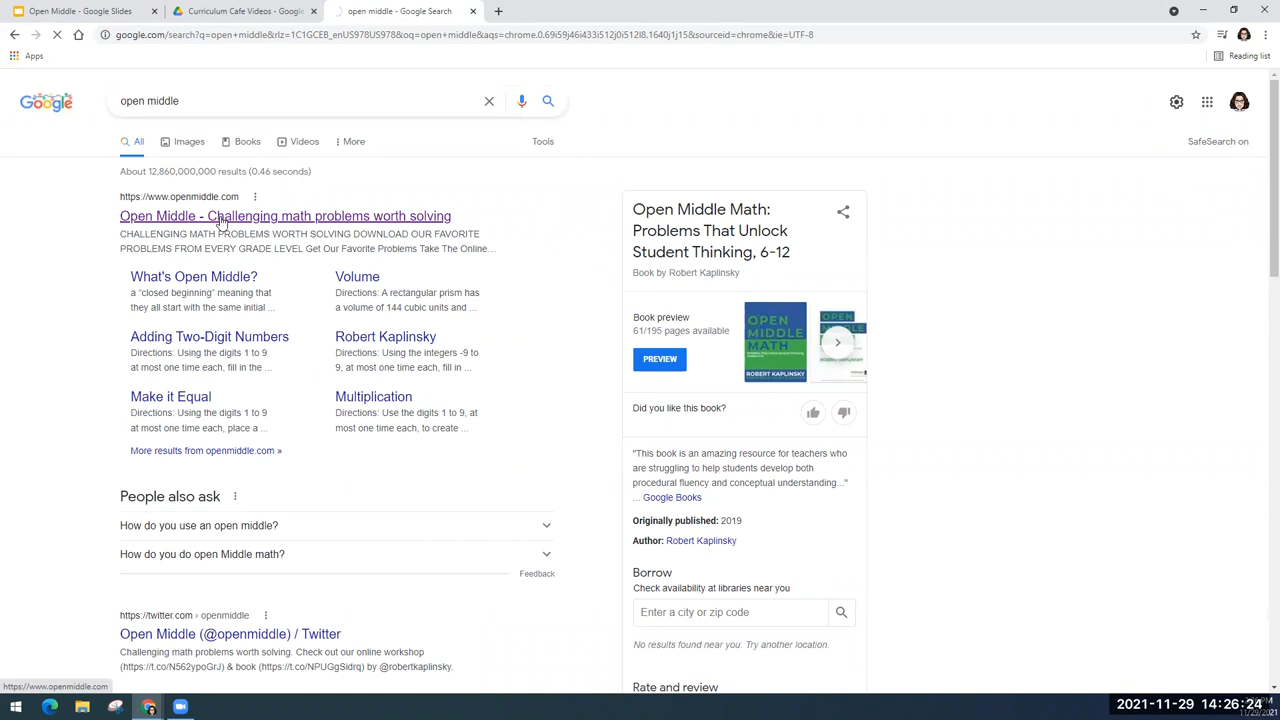 Open Middle - Google Slides
Curriculum Cafe Videos - Google
open middle - Google Search
google.com/search?q=open+middle&rlz=1C1GCEB_enUS978US978&oq=open+middle&aqs=chrome.0.69i59j46i433i512j0i512l8.1640j1j15&sourceid=chrome&ie=UTF-8
Apps
Reading list
Google
open middle
All
Images
Books
Videos
More
Tools
SafeSearch on
About 12,860,000,000 results (0.46 seconds)
https://www.openmiddle.com
Open Middle - Challenging math problems worth solving
CHALLENGING MATH PROBLEMS WORTH SOLVING DOWNLOAD OUR FAVORITE
PROBLEMS FROM EVERY GRADE LEVEL Get Our Favorite Problems Take The Online...
What's Open Middle?
a “closed beginning” meaning that
they all start with the same initial ...
Volume
Directions: A rectangular prism has
a volume of 144 cubic units and ...
Adding Two-Digit Numbers
Directions: Using the digits 1 to 9
at most one time each, fill in the ...
Robert Kaplinsky
Directions: Using the integers -9 to
9, at most one time each, fill in ...
Make it Equal
Directions: Using the digits 1 to 9
at most one time each, place a ...
Multiplication
Directions: Use the digits 1 to 9, at
most one time each, to create ...
More results from openmiddle.com »
People also ask
How do you use an open middle?
How do you do open Middle math?
Feedback
https://twitter.com › openmiddle
Open Middle (@openmiddle) / Twitter
Challenging math problems worth solving. Check out our online workshop
(https://t.co/N562ypoGrJ) & book (https://t.co/NPUGgSidrq) by @robertkaplinsky.
Open Middle Math:
Problems That Unlock
Student Thinking, 6-12
Book by Robert Kaplinsky
Book preview
61/195 pages available
PREVIEW
OPEN
MIDDLE
MATH
ROBERT KAPLINSKY
OPEN
MIDDLE
Did you like this book?
"This book is an amazing resource for teachers who
are struggling to help students develop both
procedural fluency and conceptual understanding..."
... Google Books
Originally published: 2019
Author: Robert Kaplinsky
Borrow
Check availability at libraries near you
Enter a city or zip code
No results found near you. Try another location.
Rate and review
https://www.openmiddle.com
2021-11-29 14:26:24
11/29/2021